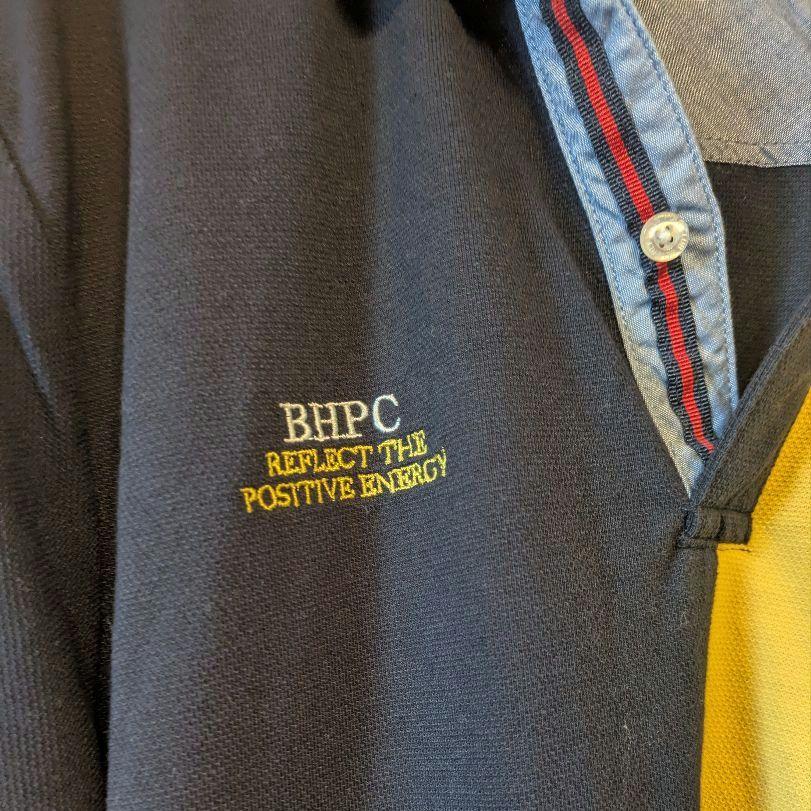 BHPC
REFLECT THE
POSITIVE ENERGY